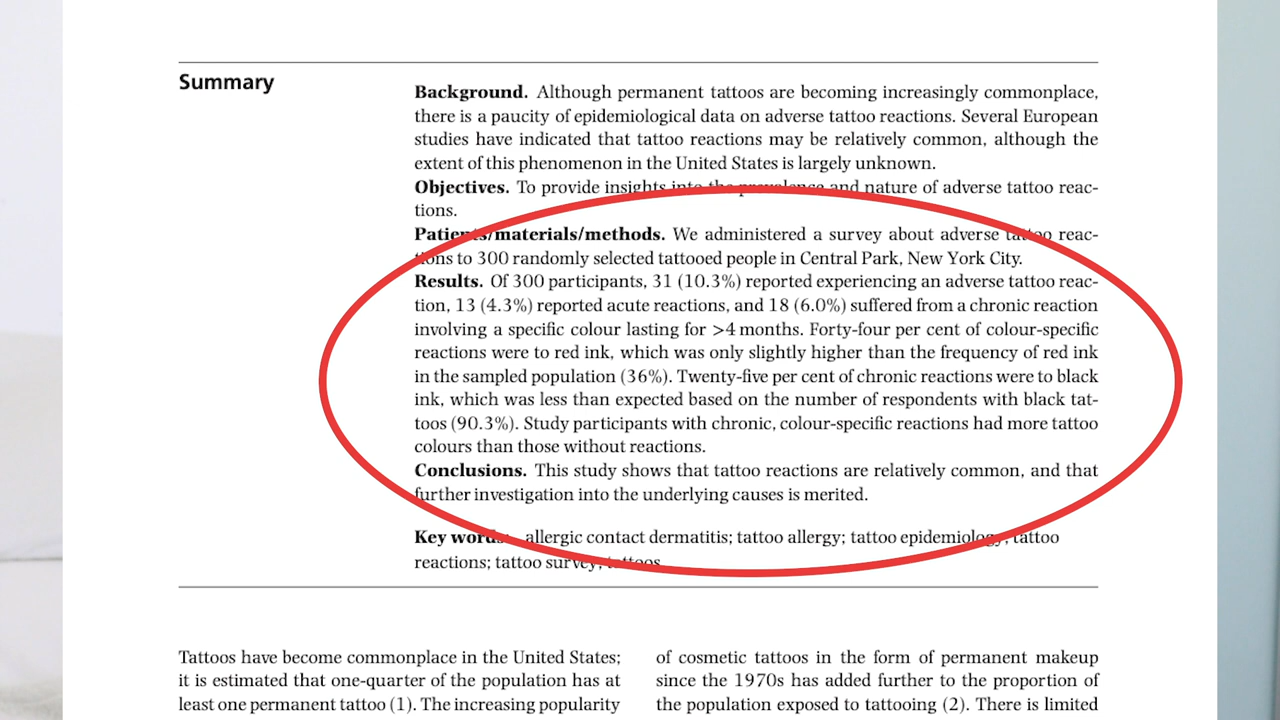 Summary
Background. Although permanent tattoos are becoming increasingly commonplace,
there is a paucity of epidemiological data on adverse tattoo reactions. Several European
studies have indicated that tattoo reactions may be relatively common, although the
extent of this phenomenon in the United States is largely unknown.
Objectives. To provide insights into the prevalence and nature of adverse tattoo reac-
tions.
Patients/materials/methods. We administered a survey about adverse tattoo reac-
tions to 300 randomly selected tattooed people in Central Park, New York City.
Results. Of 300 participants, 31 (10.3%) reported experiencing an adverse tattoo reac-
tion, 13 (4.3%) reported acute reactions, and 18 (6.0%) suffered from a chronic reaction
involving a specific colour lasting for >4 months. Forty-four per cent of colour-specific
reactions were to red ink, which was only slightly higher than the frequency of red ink
in the sampled population (36%). Twenty-five per cent of chronic reactions were to black
ink, which was less than expected based on the number of respondents with black tat-
toos (90.3%). Study participants with chronic, colour-specific reactions had more tattoo
colours than those without reactions.
Conclusions. This study shows that tattoo reactions are relatively common, and that
further investigation into the underlying causes is merited.
Key words: allergic contact dermatitis; tattoo allergy; tattoo epidemiology; tattoo
reactions; tattoo survey; tattoos
Tattoos have become commonplace in the United States;
it is estimated that one-quarter of the population has at
least one permanent tattoo (1). The increasing popularity
of cosmetic tattoos in the form of permanent makeup
since the 1970s has added further to the proportion of
the population exposed to tattooing (2). There is limited